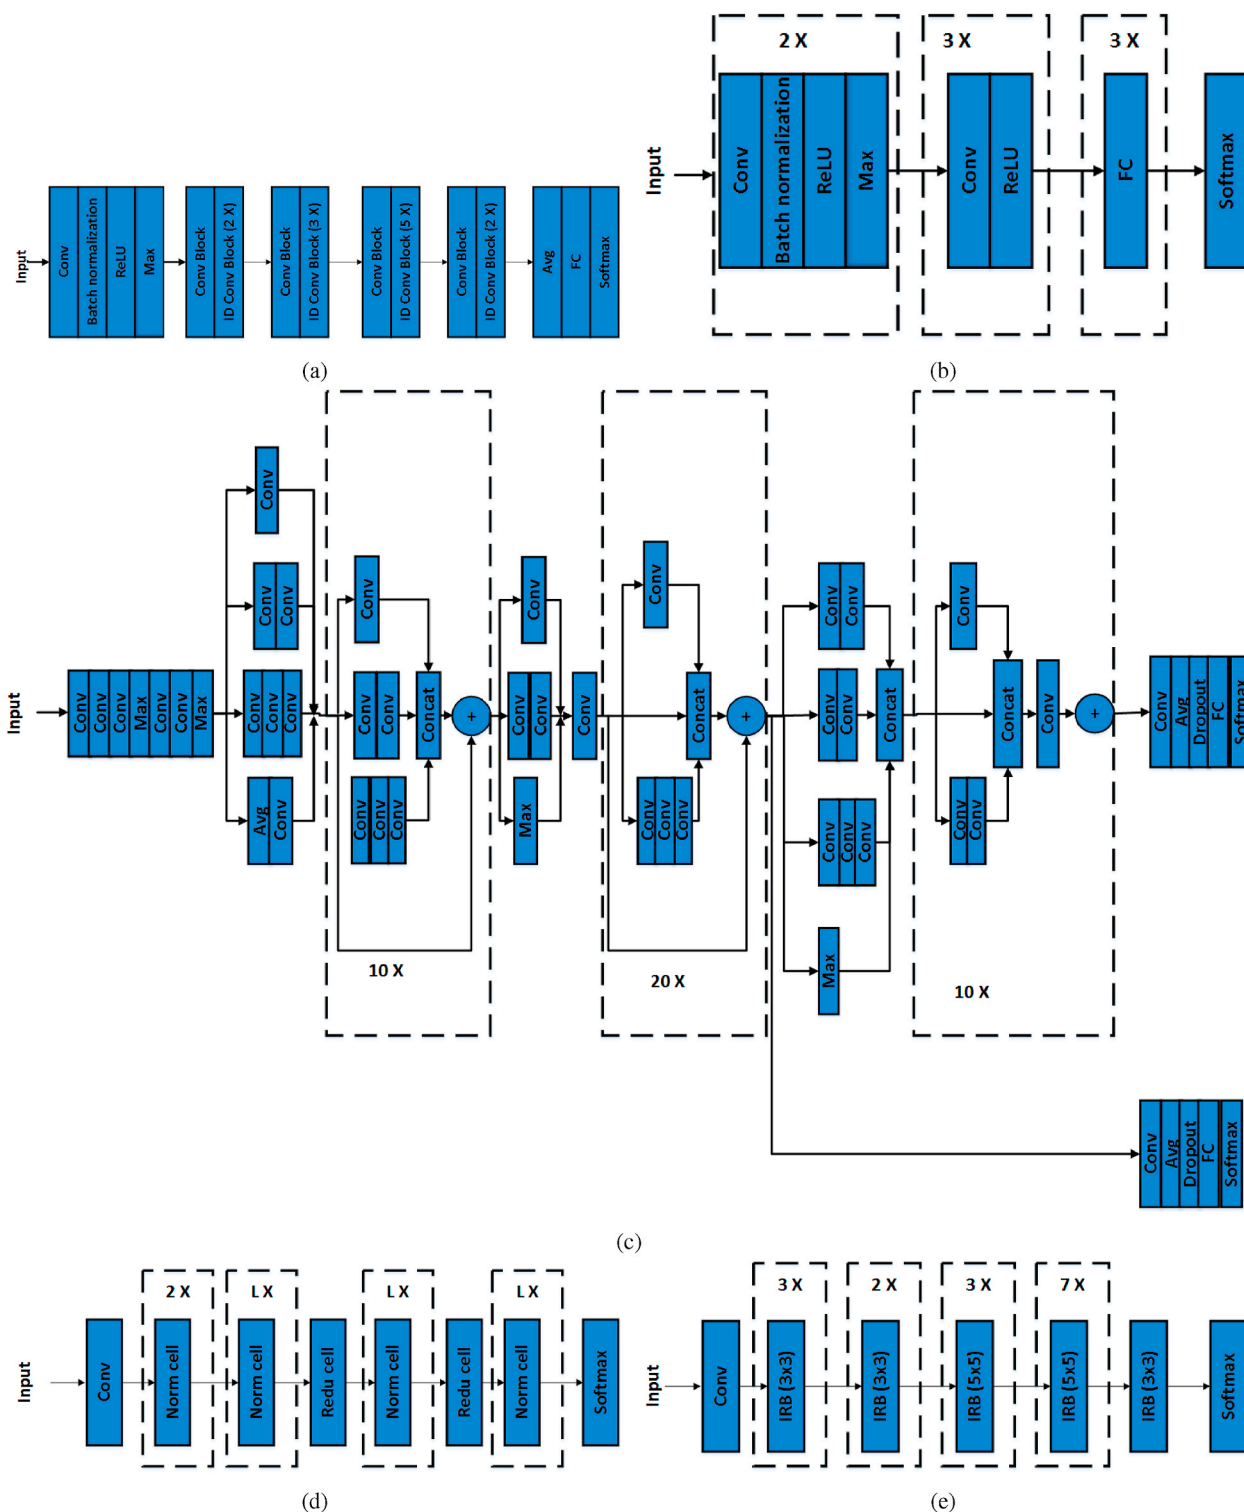 Input
Conv
Batch normalization
ReLU
Max
Conv Block
ID Conv Block (2 X)
Conv Block
ID Conv Block (3 X)
Conv Block
ID Conv Block (5 X)
Conv Block
ID Conv Block (2 X)
Avg
FC
Softmax
(a)
Input
2 X
Conv
Batch normalization
ReLU
Max
3 X
Conv
ReLU
3 X
FC
Softmax
(b)
Input
Conv
Conv
Conv
Max
Conv
Conv
Max
Conv
Conv
Conv
Conv
Conv
Conv
Avg
Conv
Conv
Conv
Conv
Conv
Conv
Conv
Concat
+
10 X
Conv
Conv
Conv
Max
Conv
Conv
Conv
Conv
Conv
Concat
+
20 X
Conv
Conv
Conv
Conv
Conv
Conv
Conv
Max
Concat
Conv
Conv
Conv
Concat
Conv
+
10 X
Conv
Avg
Dropout
FC
Softmax
Conv
Avg
Dropout
FC
Softmax
(c)
Input
Conv
2 X
Norm cell
L X
Norm cell
Redu cell
L X
Norm cell
Redu cell
L X
Norm cell
Softmax
(d)
Input
Conv
3 X
IRB (3x3)
2 X
IRB (3x3)
3 X
IRB (5x5)
7 X
IRB (5x5)
IRB (3x3)
Softmax
(e)